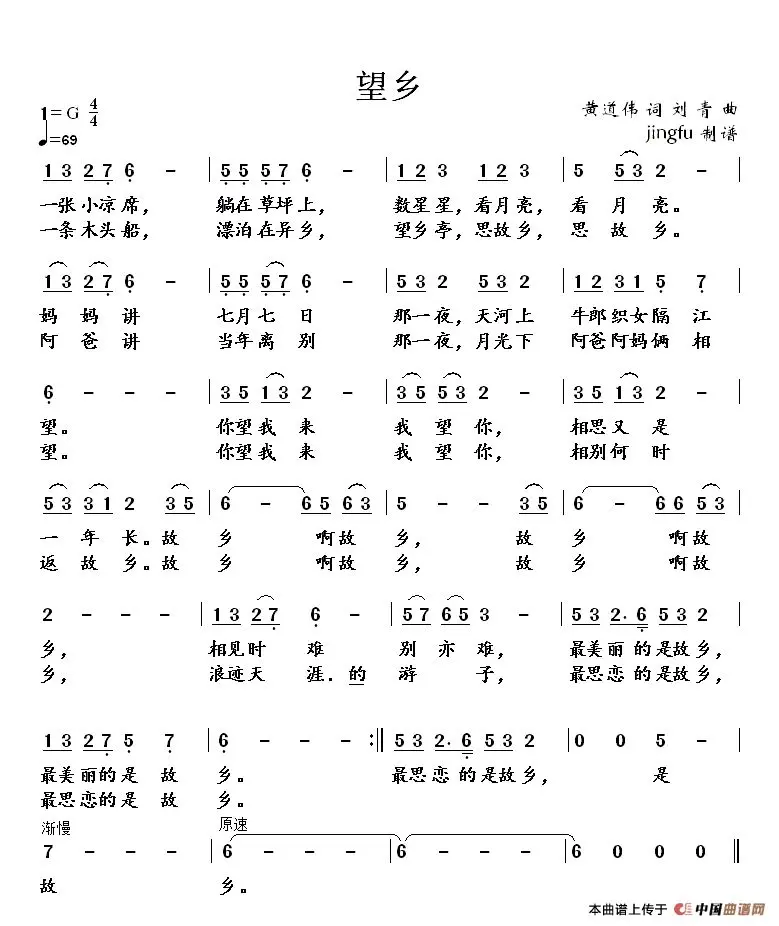 望乡
1=G 4/4
♩=69
黄道伟 词 刘 青 曲
jingfu 制谱
1 3 2 7 6 - | 5 5 5 7 6 - | 1 2 3 1 2 3 | 5 5 3 2 - |
一张小凉席， 躺在草坪上， 数星星，看月亮， 看 月 亮。
一条木头船， 漂泊在异乡， 望乡亭，思故乡， 思 故 乡。
1 3 2 7 6 - | 5 5 5 7 6 - | 5 3 2 5 3 2 | 1 2 3 1 5 7 |
妈 妈 讲 七月七 日 那一夜，天河上 牛郎织女隔 江
阿 爸 讲 当年离 别 那一夜，月光下 阿爸阿妈俩 相
6 - - - | 3 5 1 3 2 - | 3 5 5 3 2 - | 3 5 1 3 2 - |
望。 你望我 来 我 望 你， 相思又 是
望。 你望我 来 我 望 你， 相别何 时
5 3 3 1 2 3 5 | 6 - 6 5 6 3 | 5 - - 3 5 | 6 - 6 6 5 3 |
一 年 长。故 乡 啊故 乡， 故 乡 啊故
返 故 乡。故 乡 啊故 乡， 故 乡 啊故
2 - - - | 1 3 2 7 6 - | 5 7 6 5 3 - | 5 3 2· 6 5 3 2 |
乡， 相见时 难 别 亦 难， 最美丽的是故乡，
乡， 浪迹天 涯.的 游 子， 最思恋的是故乡，
1 3 2 7 5 7 | 6 - - - :‖ 5 3 2· 6 5 3 2 | 0 0 5 - |
最美丽的是 故 乡。 最思恋 的是故乡， 是
最思恋的是 故 乡。
渐慢 原速
7 - - - | 6 - - - | 6 - - - | 6 0 0 0 ‖
故 乡。
本曲谱上传于 中国曲谱网